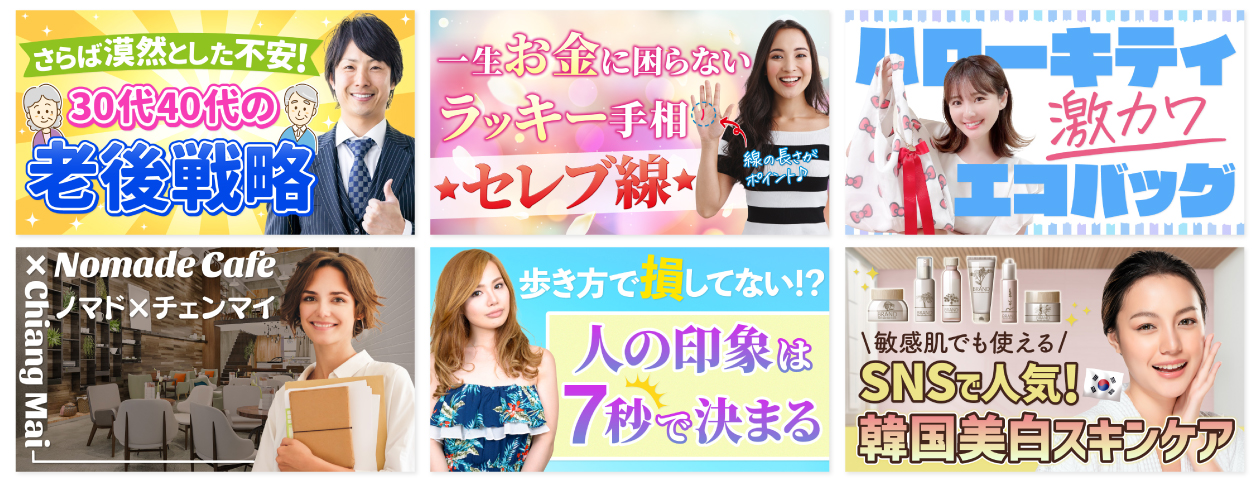 さらば漠然とした不安!
30代40代の
老後戦略
一生お金に困らない
ラッキー手相
★セレブ線★
線の長さが
ポイント♪
ハローキティ
激カワ
エコバッグ
× Nomade Cafe
ノマド×チェンマイ
Chiang Mai
歩き方で損してない!?
人の印象は
7秒で決まる
BRAND
\敏感肌でも使える/
SNSで人気!
韓国美白スキンケア